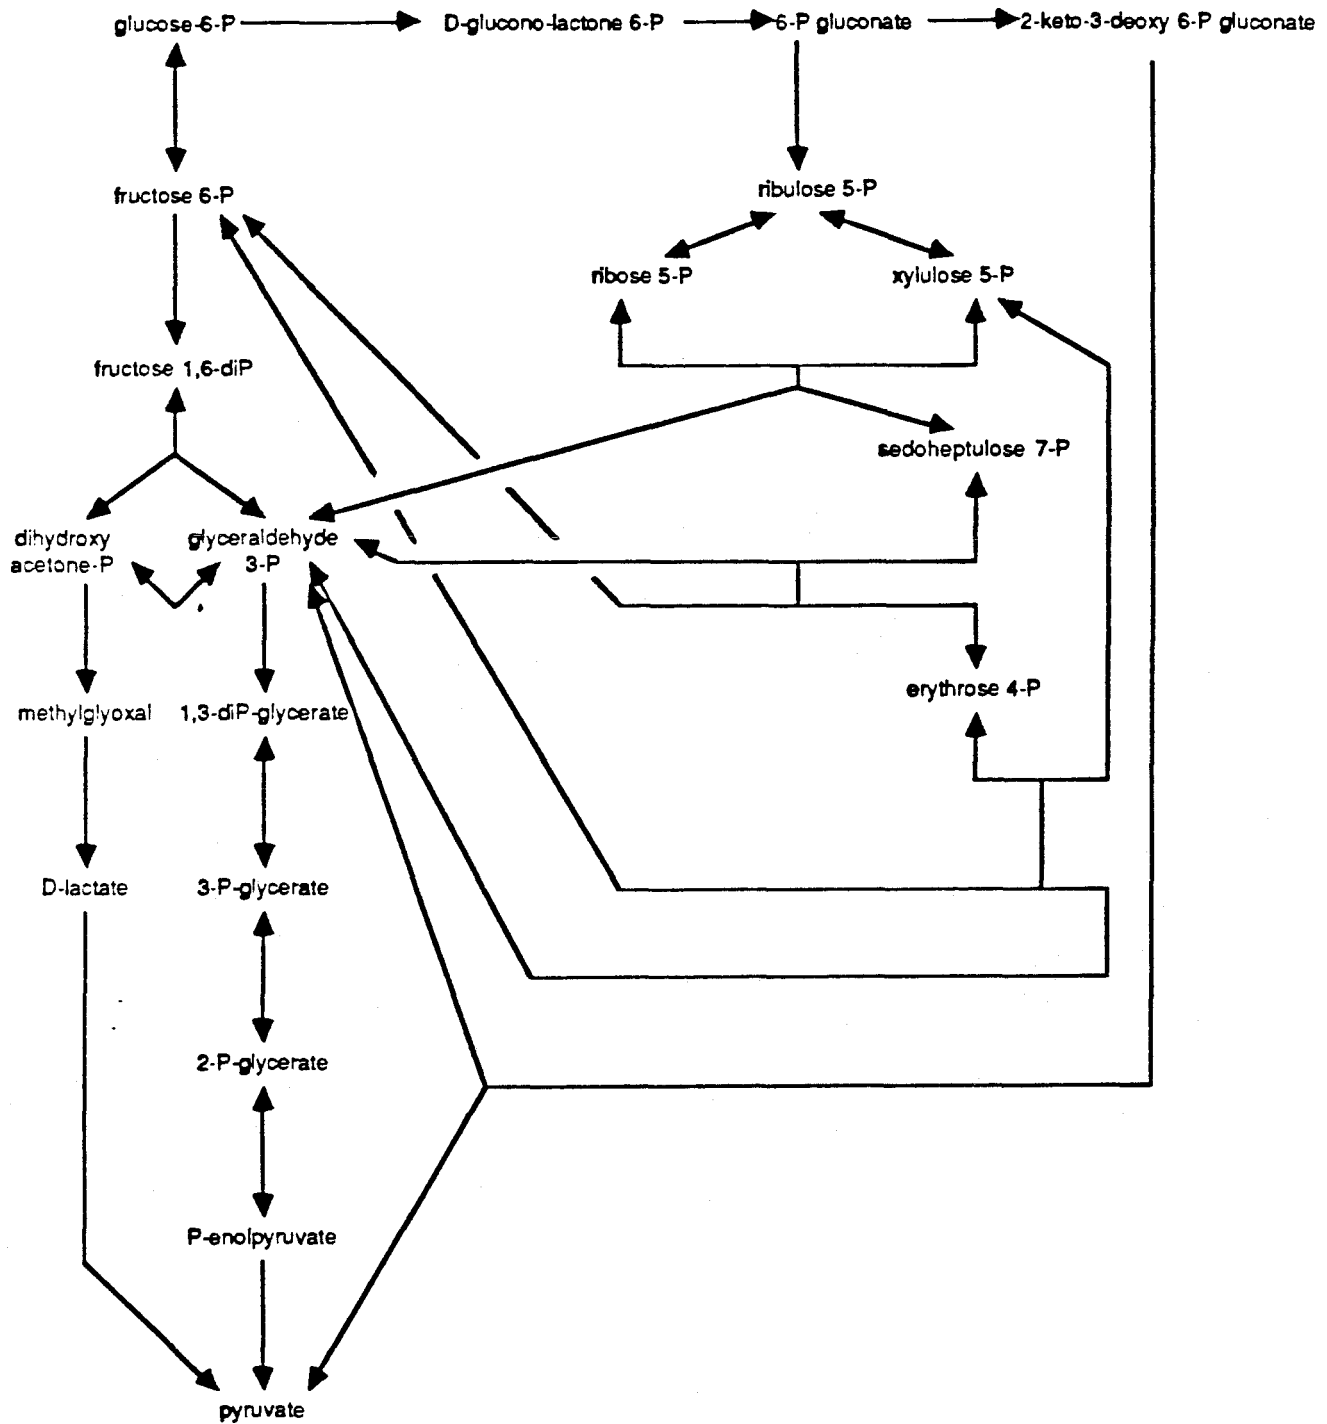 glucose-6-P
D-glucono-lactone 6-P
6-P gluconate
2-keto-3-deoxy 6-P gluconate
fructose 6-P
ribulose 5-P
ribose 5-P
xylulose 5-P
fructose 1,6-diP
sedoheptulose 7-P
dihydroxy
acetone-P
glyceraldehyde
3-P
erythrose 4-P
methylglyoxal
1,3-diP-glycerate
D-lactate
3-P-glycerate
2-P-glycerate
P-enolpyruvate
pyruvate